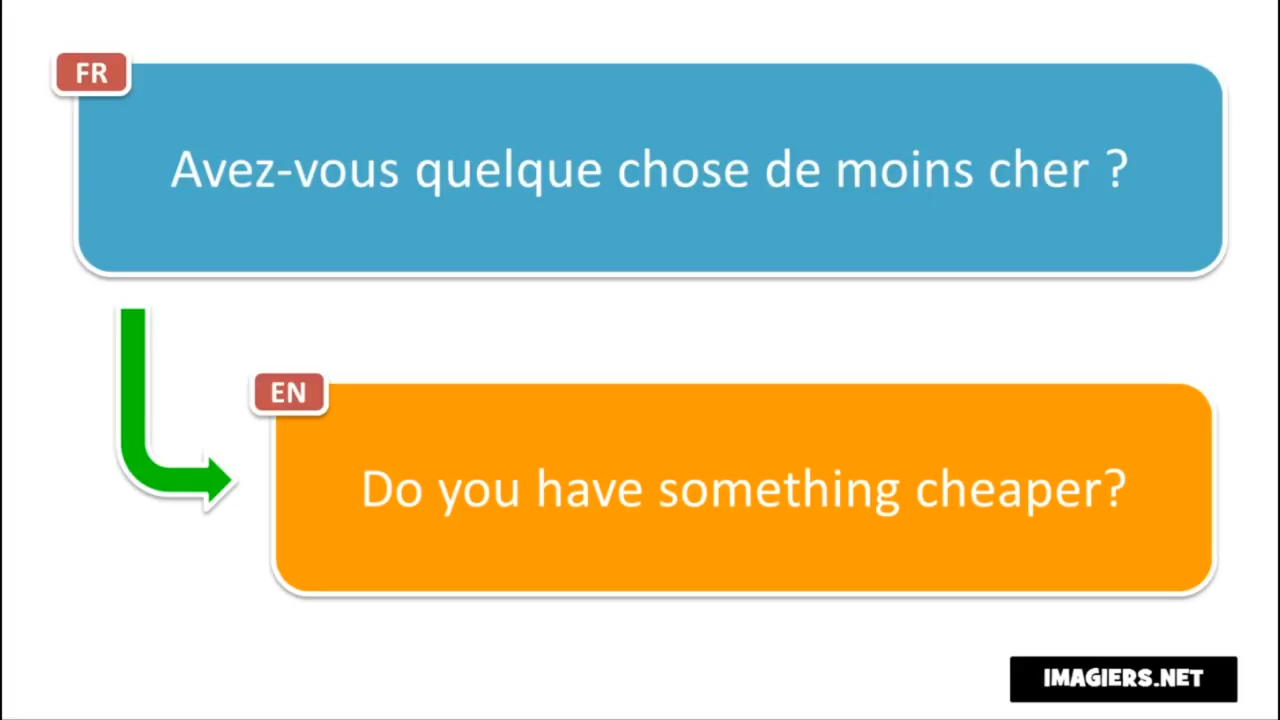 FR
Avez-vous quelque chose de moins cher ?
EN
Do you have something cheaper?
IMAGIERS.NET